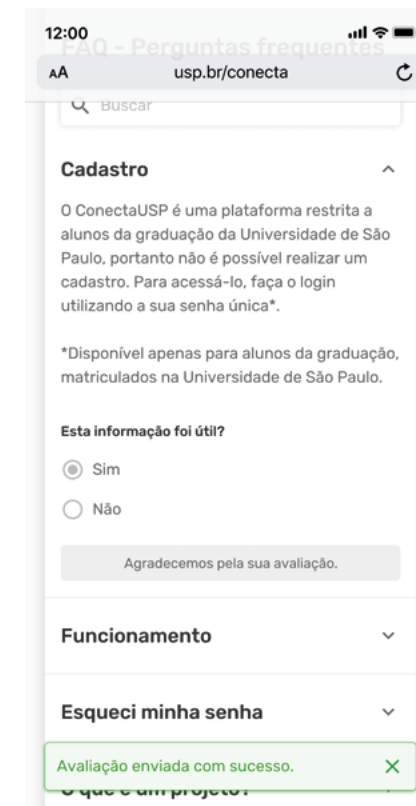 12:00
FAQ - Perguntas frequentes
AA
usp.br/conecta
Buscar
Cadastro
O ConectaUSP é uma plataforma restrita a
alunos da graduação da Universidade de São
Paulo, portanto não é possível realizar um
cadastro. Para acessá-lo, faça o login
utilizando a sua senha única*.
*Disponível apenas para alunos da graduação,
matriculados na Universidade de São Paulo.
Esta informação foi útil?
Sim
Não
Agradecemos pela sua avaliação.
Funcionamento
Esqueci minha senha
Avaliação enviada com sucesso.
O que é um projeto?